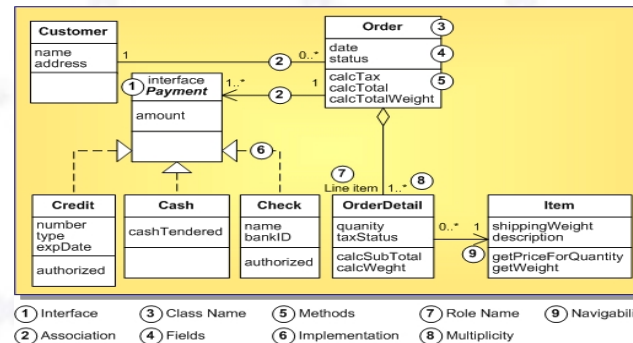 Customer
name
address
1
2
0..*
Order
3
date
status
4
calcTax
calcTotal
calcTotalWeight
5
1
interface
Payment
1..*
2
1
amount
6
7
Line item
1..*
8
Credit
number
type
expDate
authorized
Cash
cashTendered
Check
name
bankID
authorized
OrderDetail
quanity
taxStatus
calcSubTotal
calcWeght
0..*
1
9
Item
shippingWeight
description
getPriceForQuantity
getWeight
1 Interface 3 Class Name 5 Methods 7 Role Name 9 Navigabili
2 Association 4 Fields 6 Implementation 8 Multiplicity